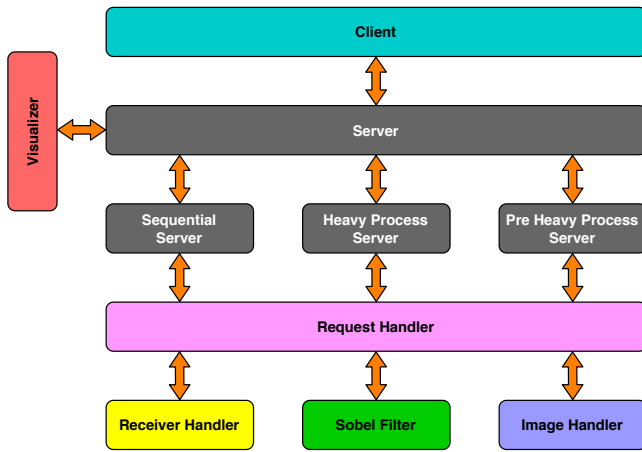 Client
Visualizer
Server
Sequential
Server
Heavy Process
Server
Pre Heavy Process
Server
Request Handler
Receiver Handler
Sobel Filter
Image Handler